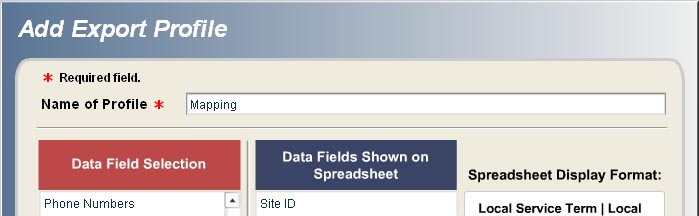 Add Export Profile
* Required field.
Name of Profile *
Mapping
Data Field Selection
Data Fields Shown on
Spreadsheet
Spreadsheet Display Format:
Phone Numbers
Site ID
Local Service Term | Local